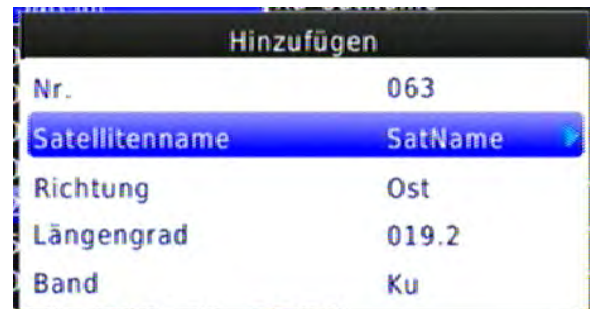 Hinzufügen
Nr. 063
Satellitenname SatName
Richtung Ost
Längengrad 019.2
Band Ku